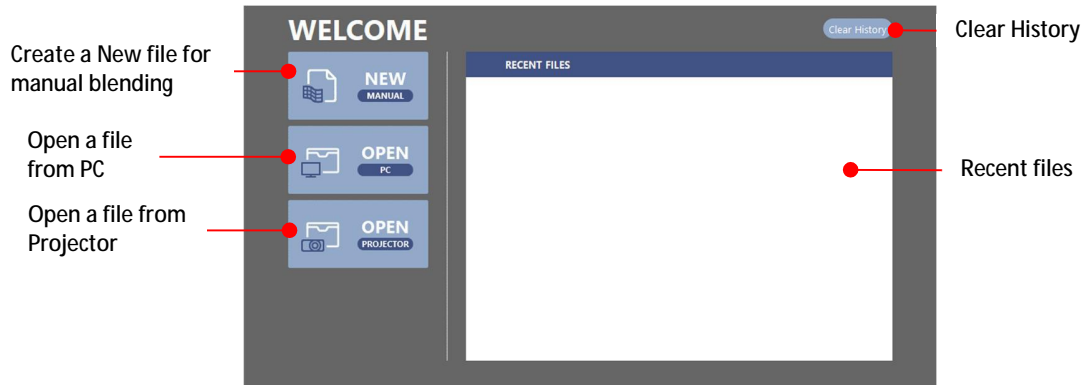 WELCOME
Clear History
Clear History
Create a New file for
manual blending
NEW
MANUAL
RECENT FILES
Open a file
from PC
OPEN
PC
Recent files
Open a file from
Projector
OPEN
PROJECTOR